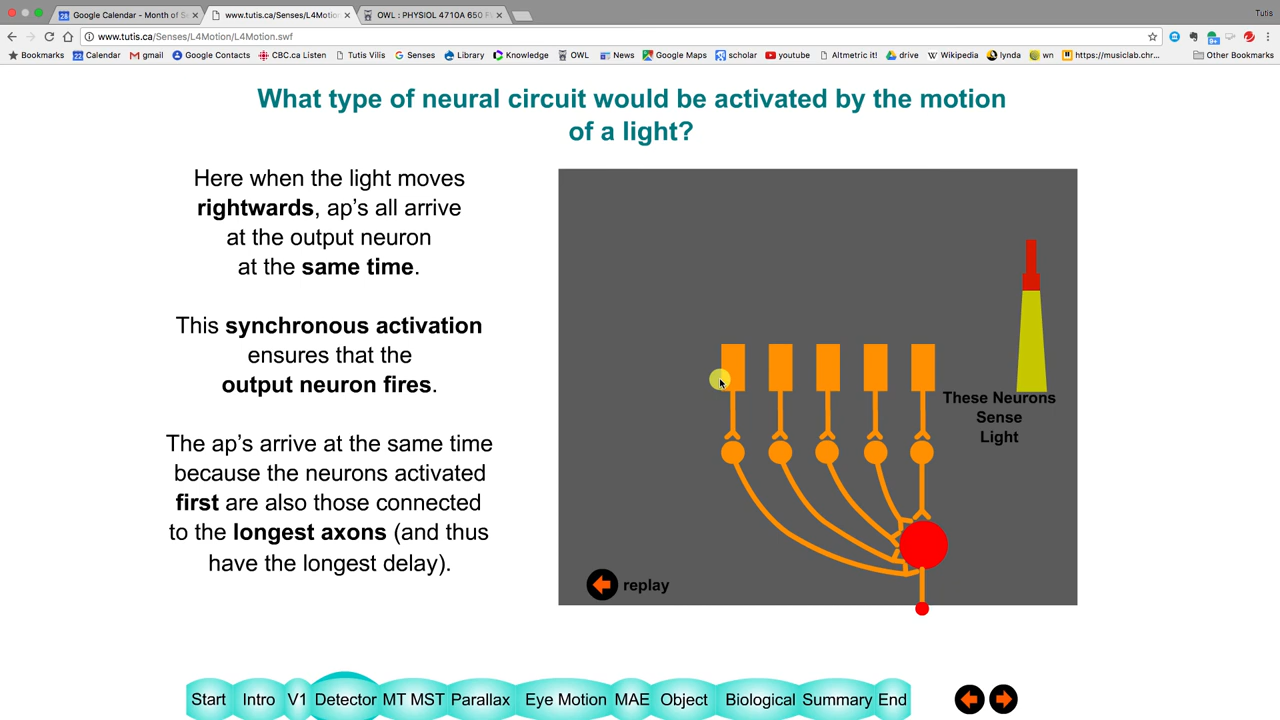 Google Calendar - Month of S
www.tutis.ca/Senses/L4Motio
OWL : PHYSIOL 4710A 650 F
Tutis
www.tutis.ca/Senses/L4Motion/L4Motion.swf
Bookmarks 22 Calendar gmail Google Contacts CBC.ca Listen Tutis Vilis Senses Library Knowledge OWL News Google Maps scholar youtube Altmetric it! drive Wikipedia lynda wn https://musiclab.chr... Other Bookmarks
What type of neural circuit would be activated by the motion
of a light?
Here when the light moves
rightwards, ap’s all arrive
at the output neuron
at the same time.
This synchronous activation
ensures that the
output neuron fires.
The ap’s arrive at the same time
because the neurons activated
first are also those connected
to the longest axons (and thus
have the longest delay).
These Neurons
Sense
Light
replay
Start Intro V1 Detector MT MST Parallax Eye Motion MAE Object Biological Summary End